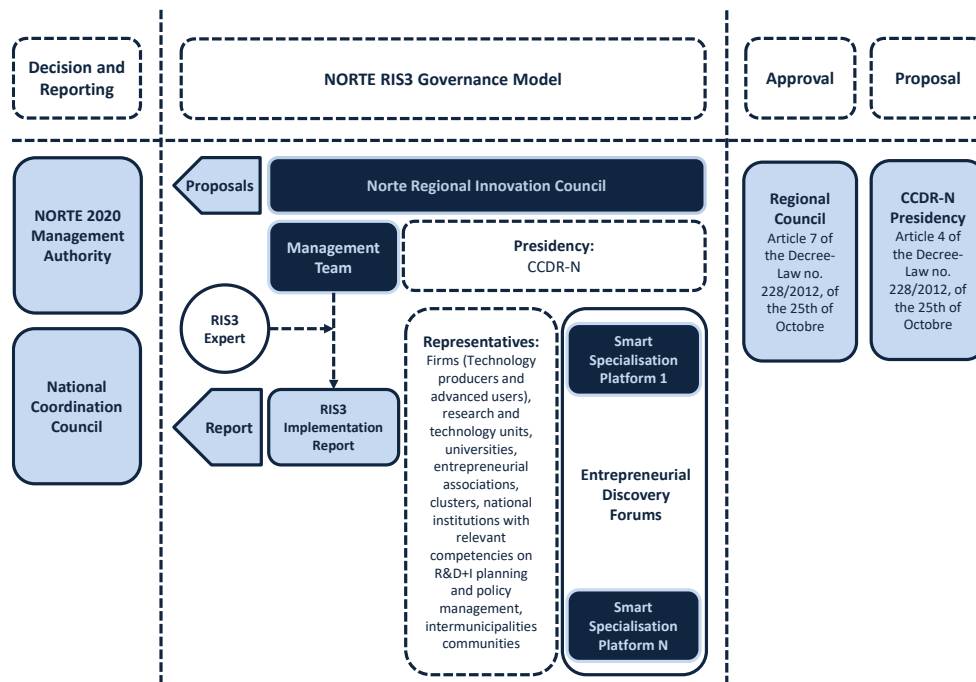 Decision and
Reporting
NORTE RIS3 Governance Model
Approval
Proposal
NORTE 2020
Management
Authority
National
Coordination
Council
Proposals
Norte Regional Innovation Council
Management
Team
Presidency:
CCDR-N
RIS3
Expert
Report
RIS3
Implementation
Report
Representatives:
Firms (Technology
producers and
advanced users),
research and
technology units,
universities,
entrepreneurial
associations,
clusters, national
institutions with
relevant
competencies on
R&D+I planning
and policy
management,
intermunicipalities
communities
Smart
Specialisation
Platform 1
Entrepreneurial
Discovery
Forums
Smart
Specialisation
Platform N
Regional
Council
Article 7 of
the Decree-
Law no.
228/2012, of
the 25th of
Octobre
CCDR-N
Presidency
Article 4 of
the Decree-
Law no.
228/2012, of
the 25th of
Octobre